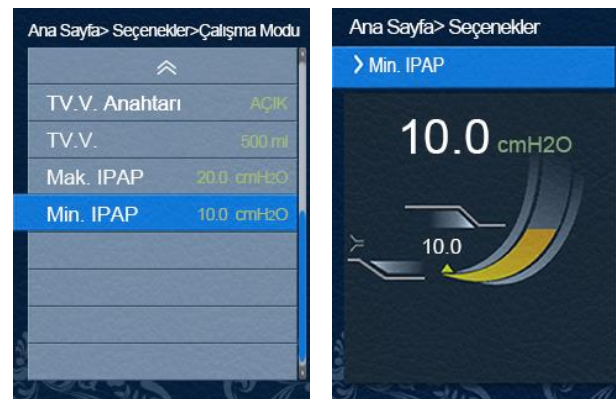 Ana Sayfa> Seçenekler>Çalışma Modu
TV.V. Anahtarı AÇIK
TV.V. 500 ml
Mak. IPAP 20.0 cmH2O
Min. IPAP 10.0 cmH2O
Ana Sayfa> Seçenekler
Min. IPAP
10.0 cmH2O
10.0